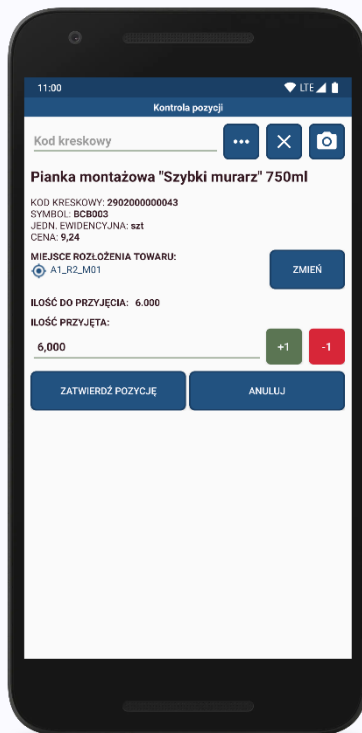 11:00 LTE
Kontrola pozycji
Kod kreskowy
Pianka montażowa "Szybki murarz" 750ml
KOD KRESKOWY: 2902000000043
SYMBOL: BCB003
JEDN. EWIDENCYJNA: szt
CENA: 9,24
MIEJSCE ROZŁOŻENIA TOWARU:
A1_R2_M01
ZMIEŃ
ILOŚĆ DO PRZYJĘCIA: 6.000
ILOŚĆ PRZYJĘTA:
6,000 +1 -1
ZATWIERDŹ POZYCJĘ ANULUJ